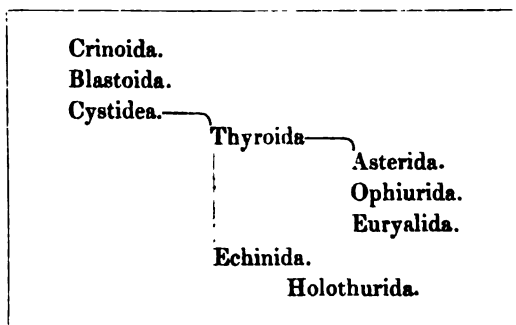 Crinoida.
Blastoida.
Cystidea.
Thyroida
Asterida.
Ophiurida.
Euryalida.
Echinida.
Holothurida.